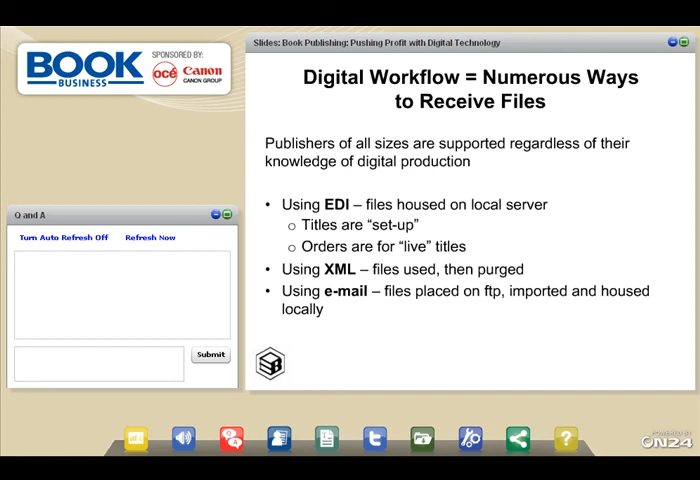 BOOK
BUSINESS
SPONSORED BY:
océ Canon
CANON GROUP
Slides: Book Publishing: Pushing Profit with Digital Technology
Digital Workflow = Numerous Ways
to Receive Files
Publishers of all sizes are supported regardless of their
knowledge of digital production
• Using EDI – files housed on local server
o Titles are “set-up”
o Orders are for “live” titles
• Using XML – files used, then purged
• Using e-mail – files placed on ftp, imported and housed
locally
Q and A
Turn Auto Refresh Off Refresh Now
Submit
Q
A
?
POWERED BY
ON24